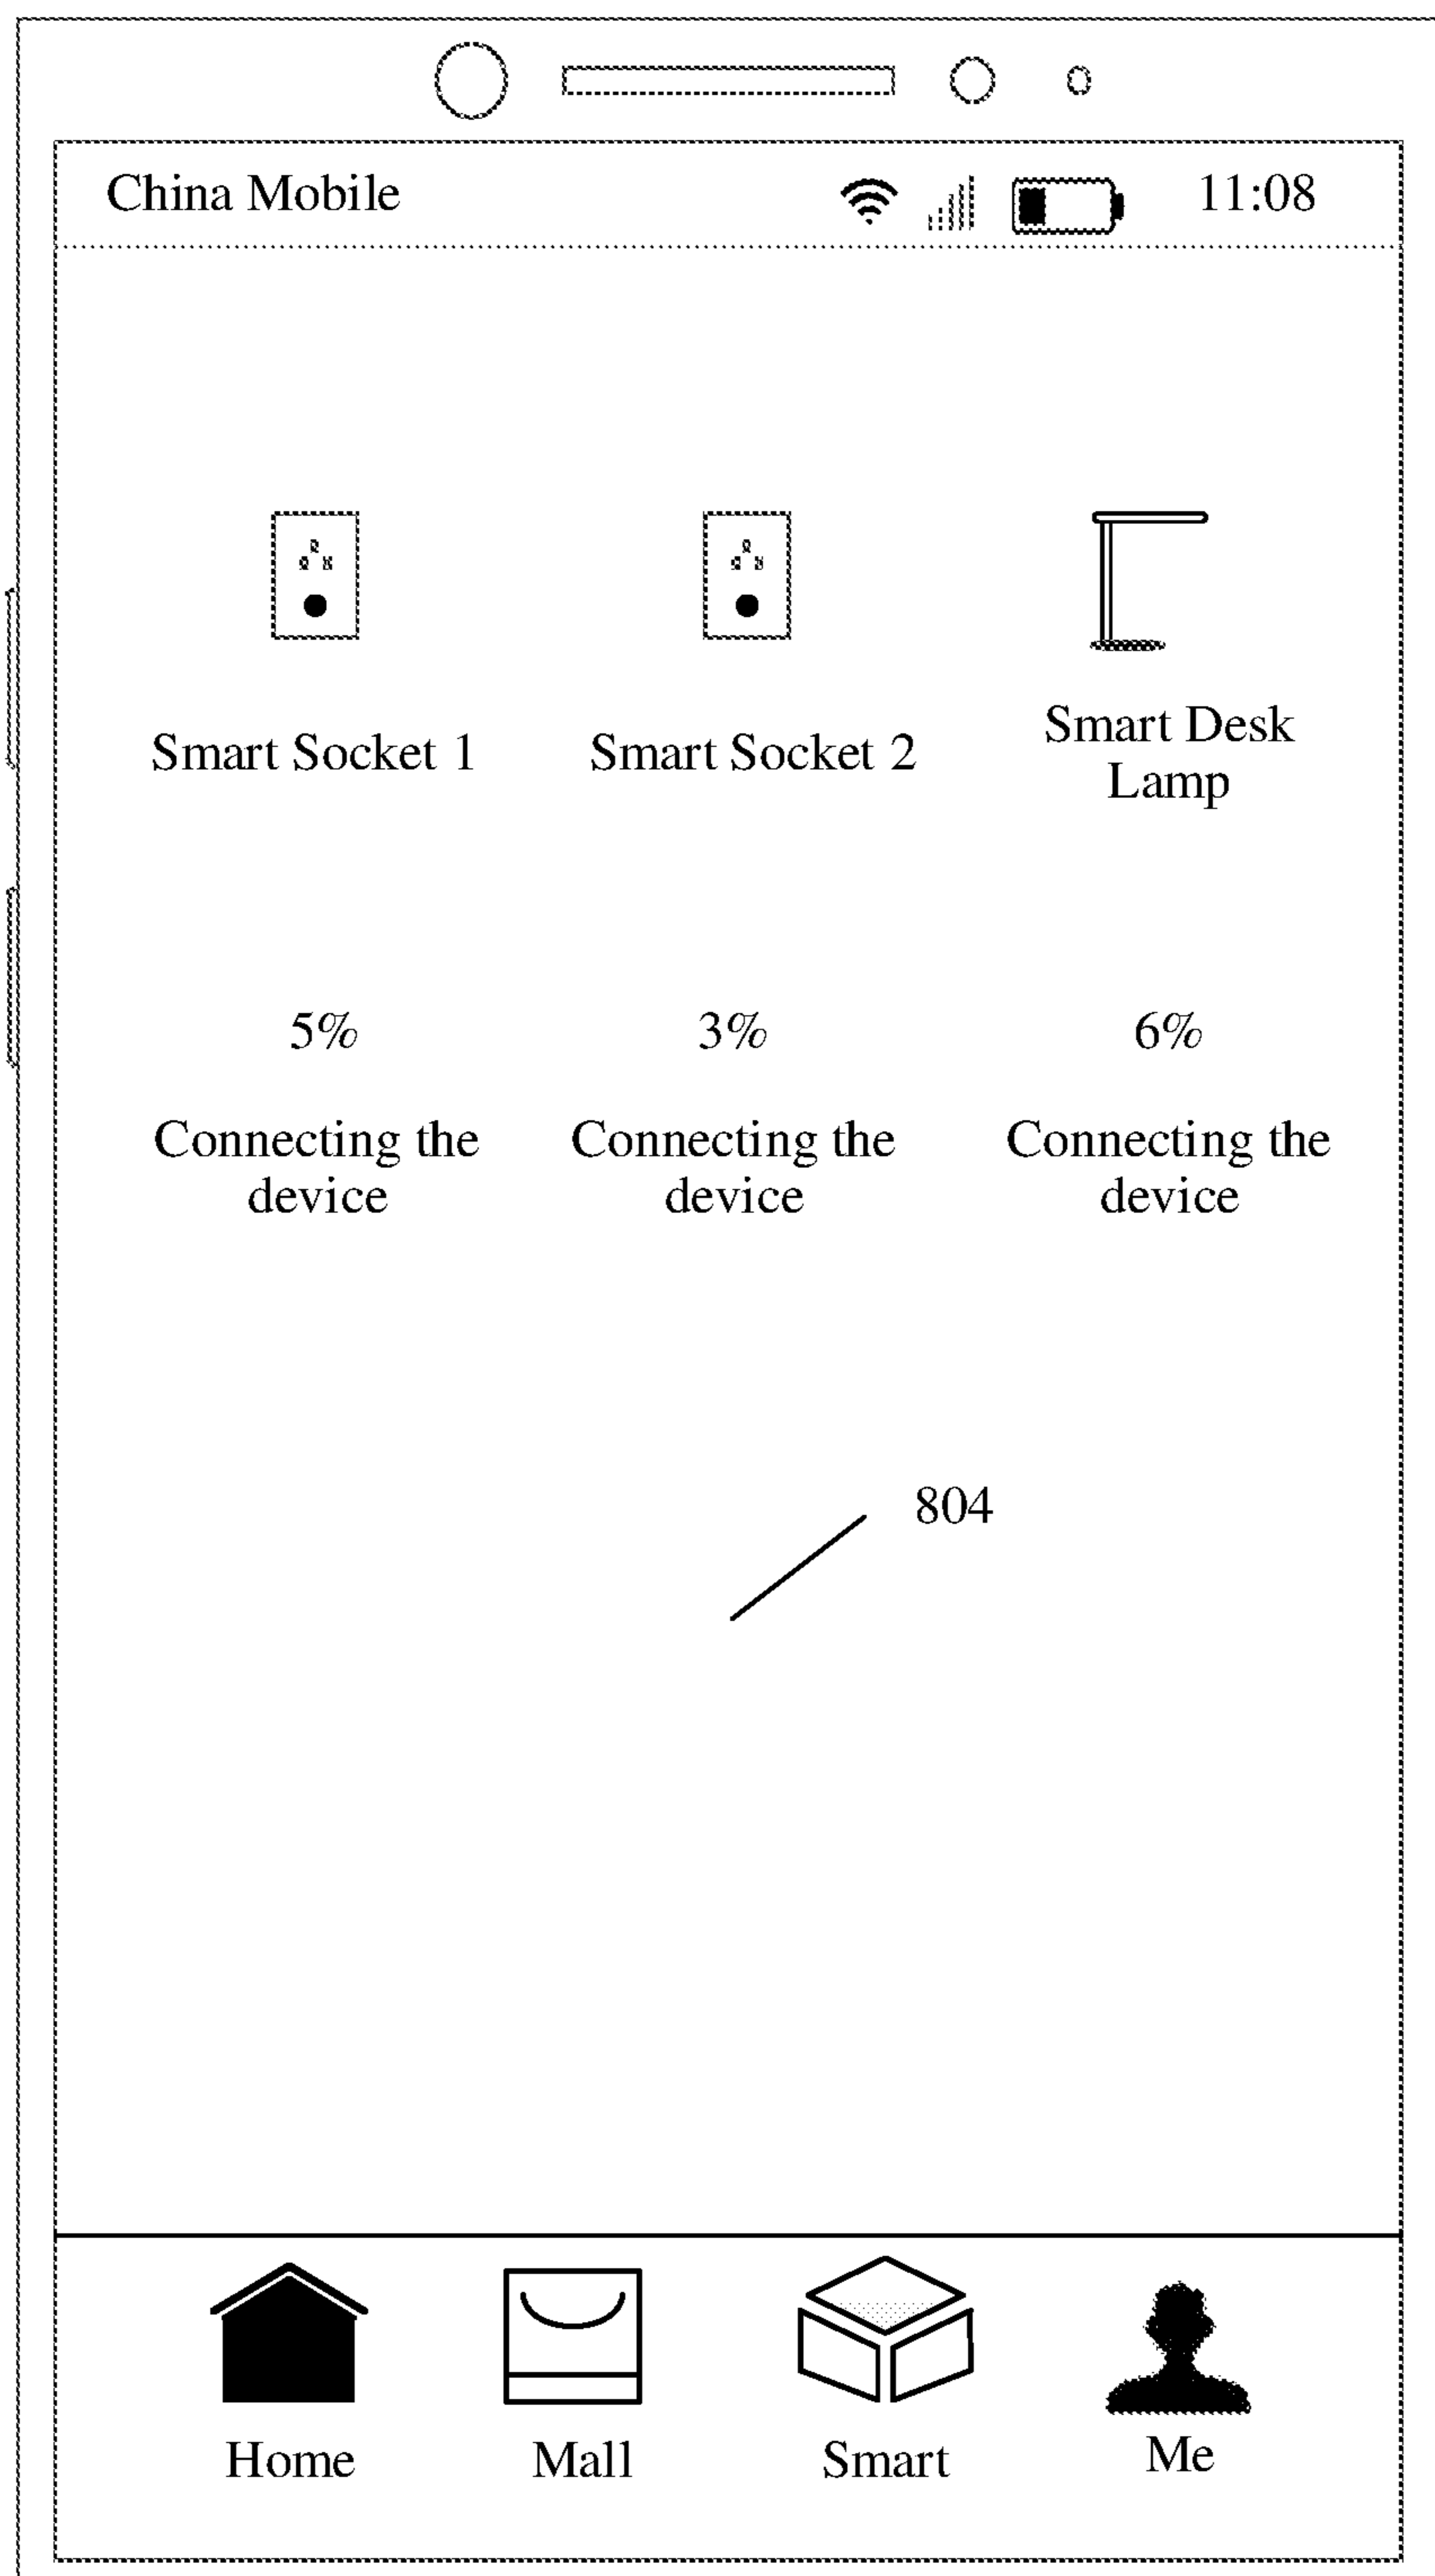 China Mobile 11:08
Smart Socket 1 Smart Socket 2 Smart Desk
Lamp
5% 3% 6%
Connecting the Connecting the Connecting the
device device device
804
Home Mall Smart Me